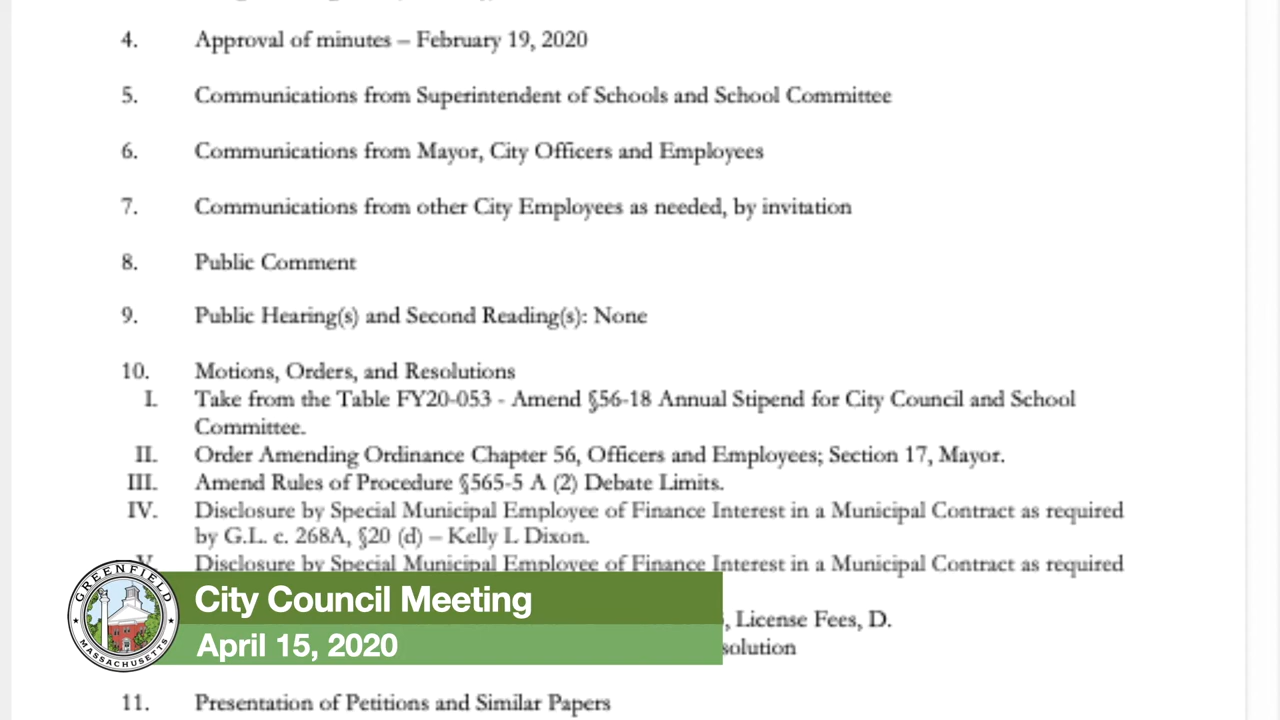 4. Approval of minutes – February 19, 2020
5. Communications from Superintendent of Schools and School Committee
6. Communications from Mayor, City Officers and Employees
7. Communications from other City Employees as needed, by invitation
8. Public Comment
9. Public Hearing(s) and Second Reading(s): None
10. Motions, Orders, and Resolutions
I. Take from the Table FY20-053 - Amend §56-18 Annual Stipend for City Council and School
Committee.
II. Order Amending Ordinance Chapter 56, Officers and Employees; Section 17, Mayor.
III. Amend Rules of Procedure §565-5 A (2) Debate Limits.
IV. Disclosure by Special Municipal Employee of Finance Interest in a Municipal Contract as required
by G.L. c. 268A, §20 (d) – Kelly L Dixon.
Disclosure by Special Municipal Employee of Finance Interest in a Municipal Contract as required
, License Fees, D.
solution
11. Presentation of Petitions and Similar Papers
GREENFIELD
MASSACHUSETTS
City Council Meeting
April 15, 2020